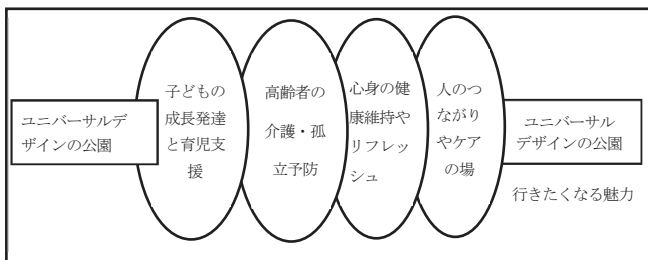 ユニバーサルデ
ザインの公園
子どもの
成長発達
と育児支
援
高齢者の
介護・孤
立予防
心身の健
康維持や
リフレッ
シュ
人のつ
ながり
やケア
の場
ユニバーサル
デザインの公園
行きたくなる魅力